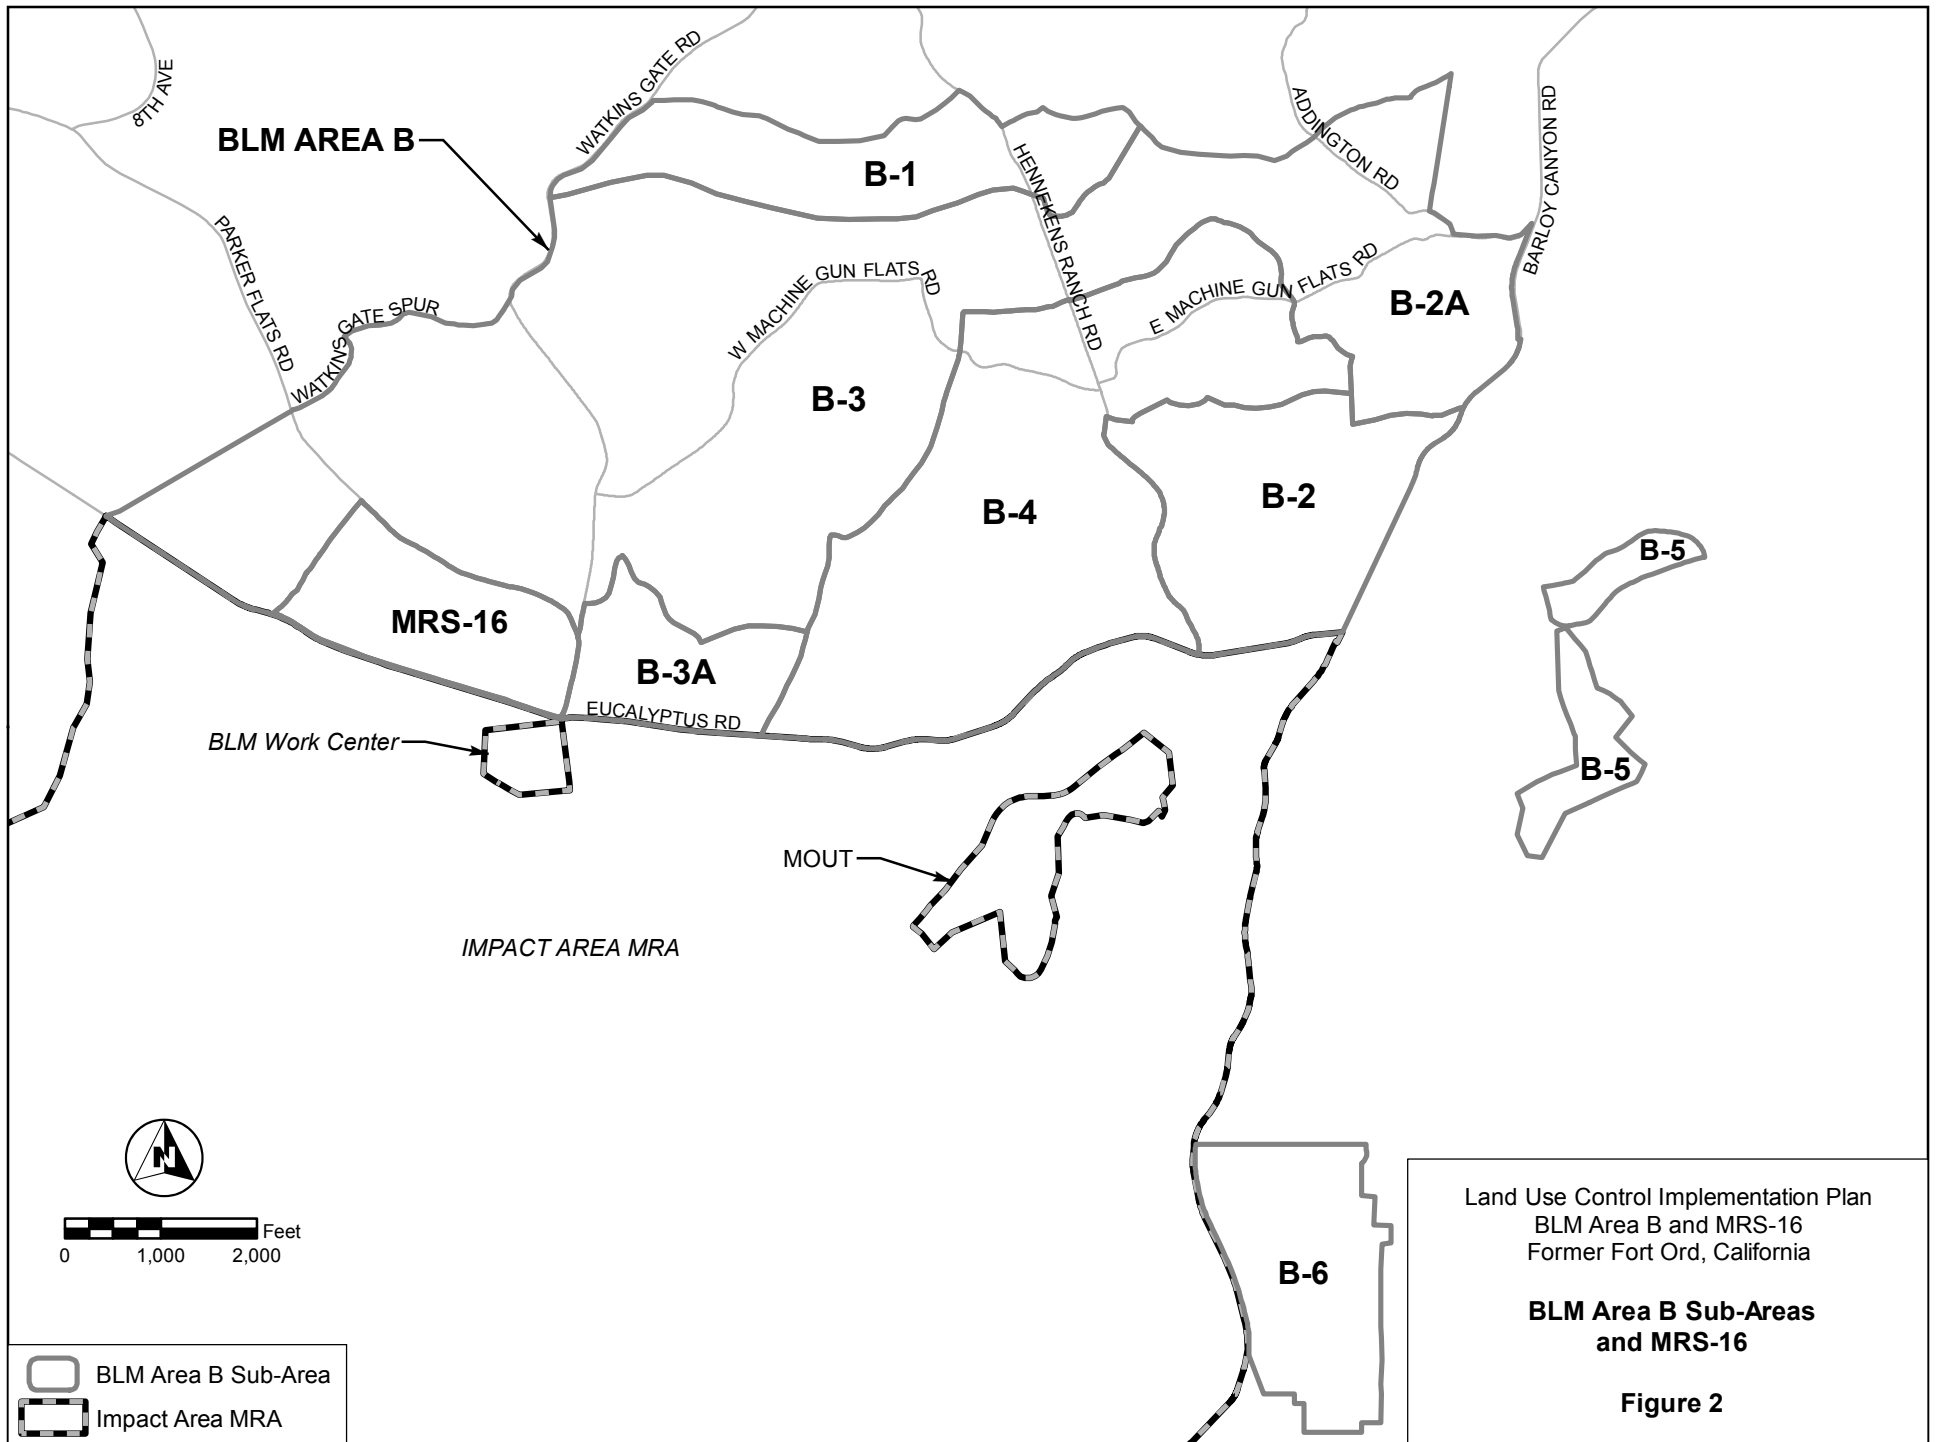 8TH AVE
WATKINS GATE RD
BLM AREA B
B-1
HENNEKENS RANCH RD
ADDINGTON RD
BARLOY CANYON RD
PARKER FLATS RD
WATKINS GATE SPUR
W MACHINE GUN FLATS RD
E MACHINE GUN FLATS RD
B-2A
B-3
B-4
B-2
B-5
MRS-16
B-3A
EUCALYPTUS RD
BLM Work Center
B-5
MOUT
IMPACT AREA MRA
N
Feet
0 1,000 2,000
B-6
BLM Area B Sub-Area
Impact Area MRA
Land Use Control Implementation Plan
BLM Area B and MRS-16
Former Fort Ord, California
BLM Area B Sub-Areas
and MRS-16
Figure 2